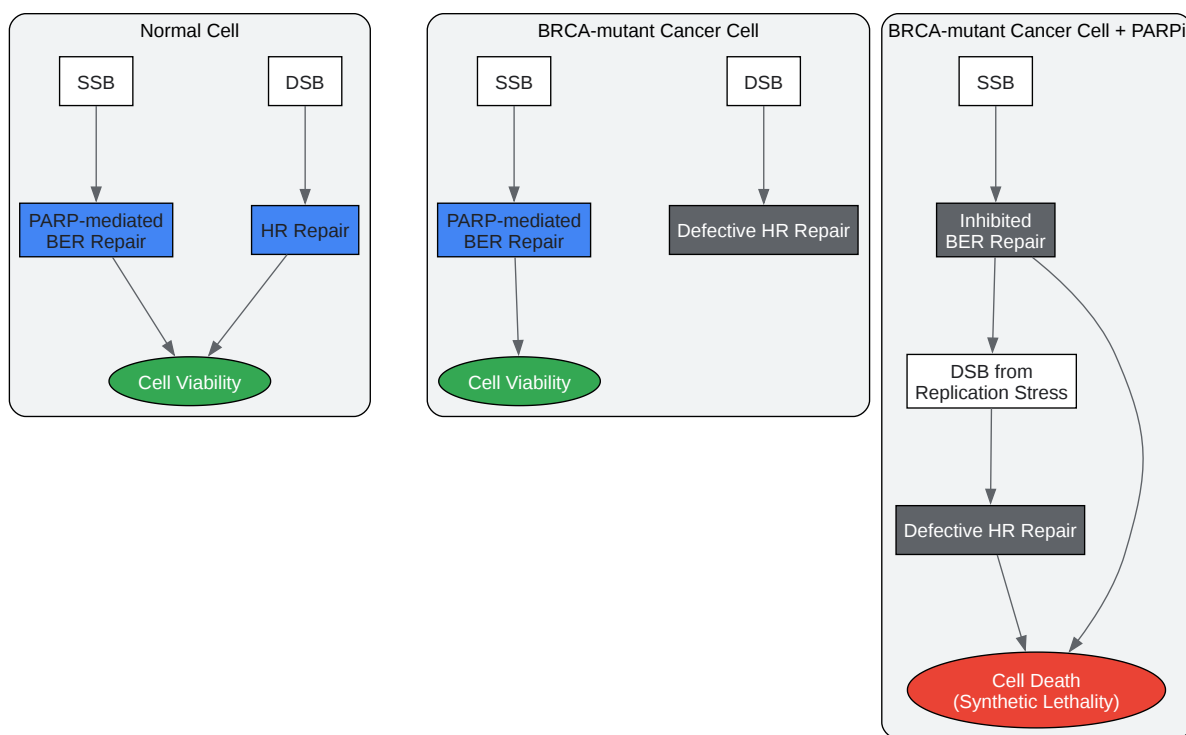 Normal Cell
SSB
DSB
PARP-mediated
BER Repair
HR Repair
Cell Viability
BRCA-mutant Cancer Cell
SSB
DSB
PARP-mediated
BER Repair
Defective HR Repair
Cell Viability
BRCA-mutant Cancer Cell + PARPi
SSB
Inhibited
BER Repair
DSB from
Replication Stress
Defective HR Repair
Cell Death
(Synthetic Lethality)